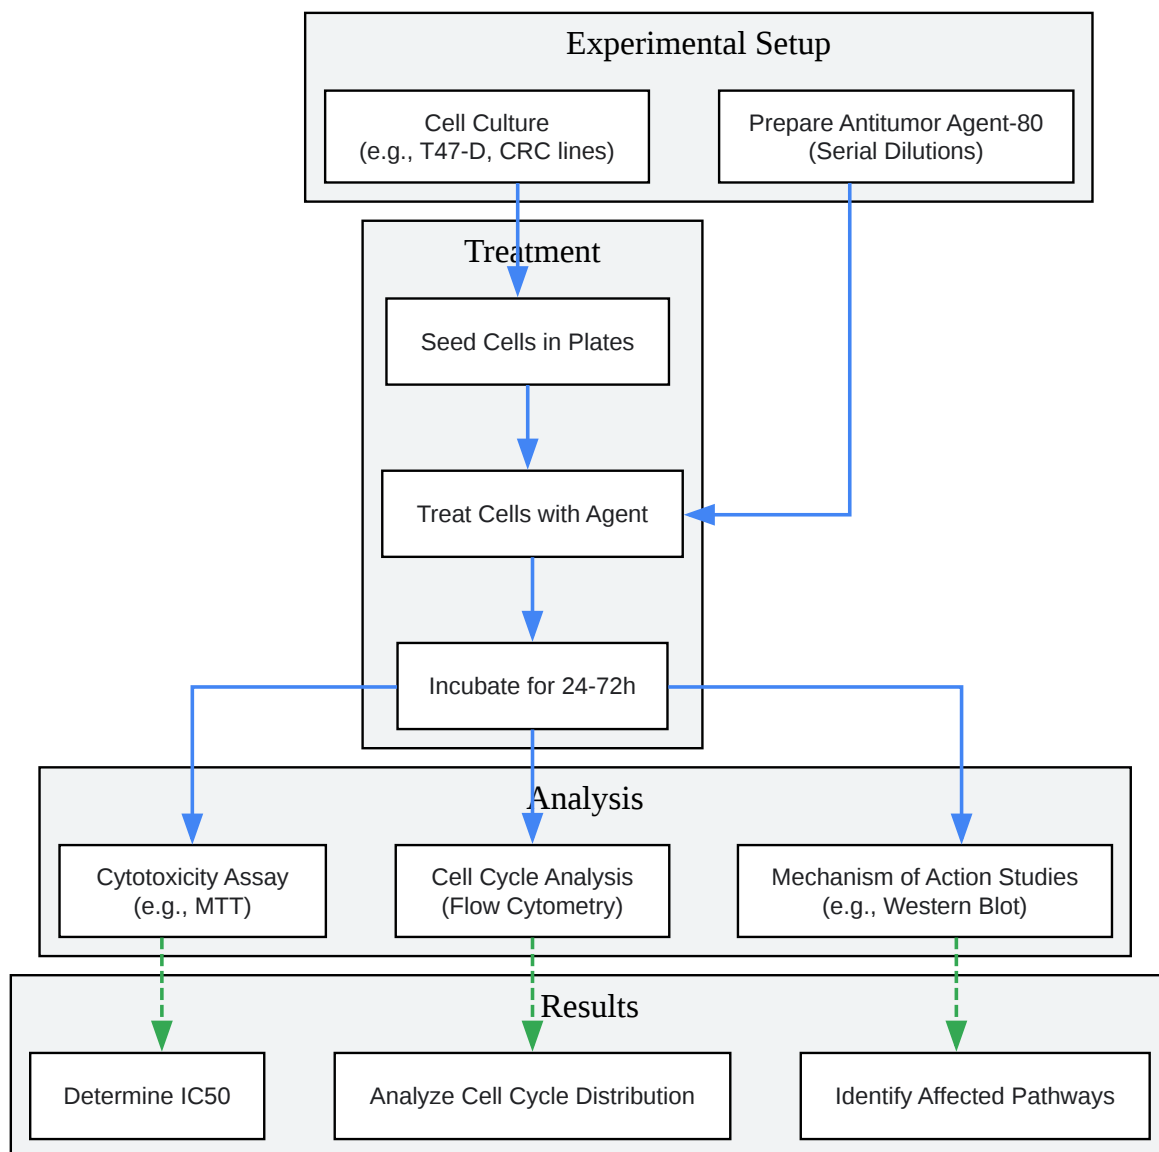 Experimental Setup
Cell Culture
(e.g., T47-D, CRC lines)
Prepare Antitumor Agent-80
(Serial Dilutions)
Treatment
Seed Cells in Plates
Treat Cells with Agent
Incubate for 24-72h
Analysis
Cytotoxicity Assay
(e.g., MTT)
Cell Cycle Analysis
(Flow Cytometry)
Mechanism of Action Studies
(e.g., Western Blot)
Results
Determine IC50
Analyze Cell Cycle Distribution
Identify Affected Pathways